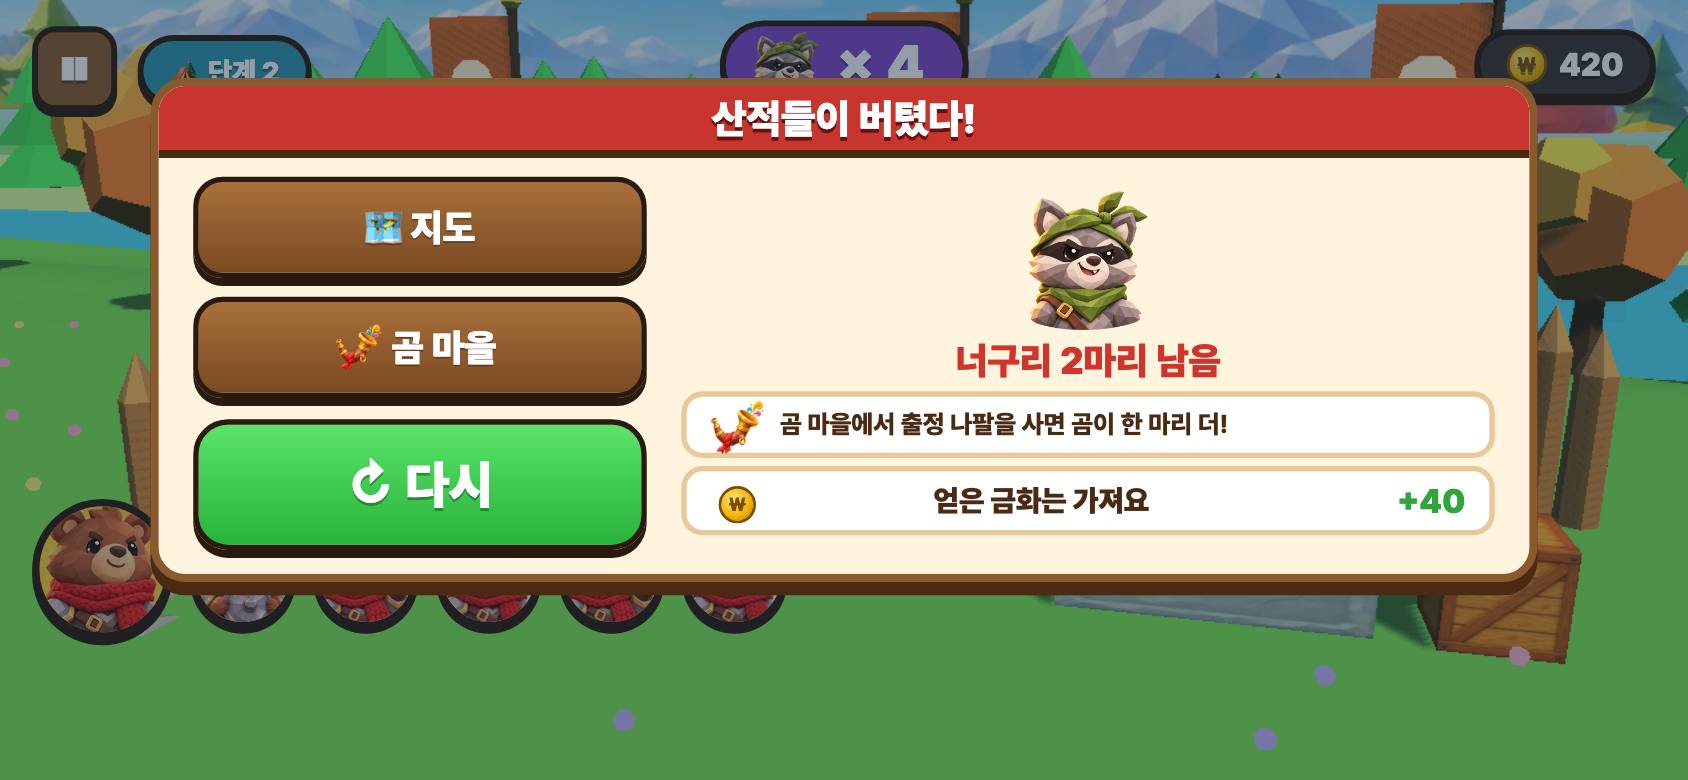 단계 2
× 4
420
산적들이 버텼다!
지도
곰 마을
다시
너구리 2마리 남음
곰 마을에서 출정 나팔을 사면 곰이 한 마리 더!
얻은 금화는 가져요
+40